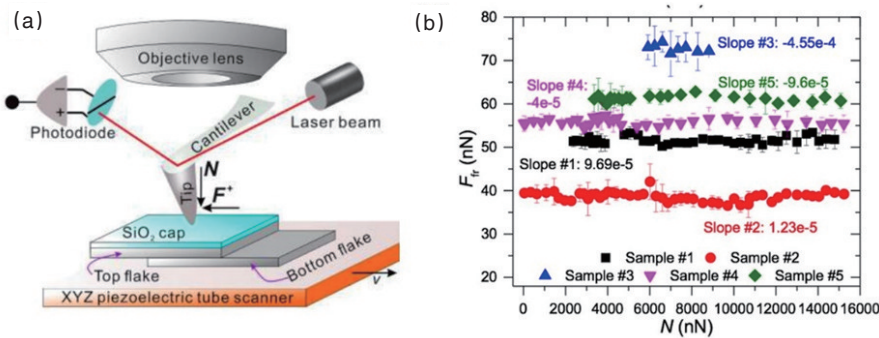 (a)
Objective lens
Photodiode
Cantilever
Laser beam
Tip
N
F⁺
SiO₂ cap
Top flake
Bottom flake
XYZ piezoelectric tube scanner
v
(b)
F_fr (nN)
80
70
60
50
40
30
20
Slope #3: -4.55e-4
Slope #4:
-4e-5
Slope #5: -9.6e-5
Slope #1: 9.69e-5
Slope #2: 1.23e-5
Sample #1
Sample #2
Sample #3
Sample #4
Sample #5
0 2000 4000 6000 8000 10000 12000 14000 16000
N (nN)